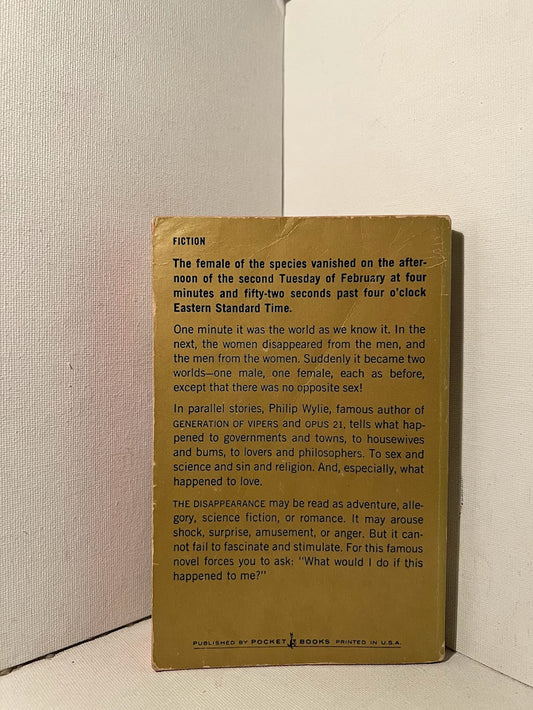 FICTION
The female of the species vanished on the after-
noon of the second Tuesday of February at four
minutes and fifty-two seconds past four o'clock
Eastern Standard Time.
One minute it was the world as we know it. In the
next, the women disappeared from the men, and
the men from the women. Suddenly it became two
worlds—one male, one female, each as before,
except that there was no opposite sex!
In parallel stories, Philip Wylie, famous author of
GENERATION OF VIPERS and OPUS 21, tells what hap-
pened to governments and towns, to housewives
and bums, to lovers and philosophers. To sex and
science and sin and religion. And, especially, what
happened to love.
THE DISAPPEARANCE may be read as adventure, alle-
gory, science fiction, or romance. It may arouse
shock, surprise, amusement, or anger. But it can-
not fail to fascinate and stimulate. For this famous
novel forces you to ask: "What would I do if this
happened to me?"
PUBLISHED BY POCKET BOOKS PRINTED IN U.S.A.